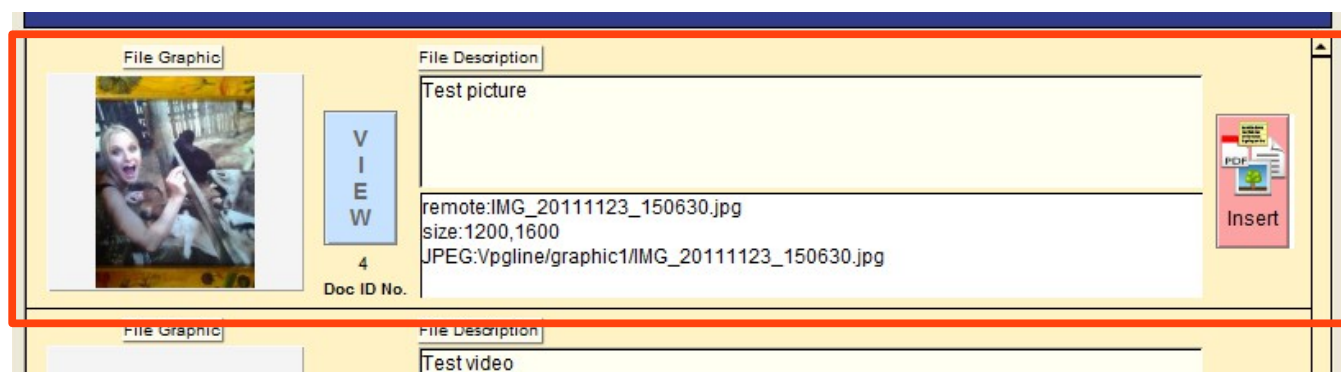 File Graphic
File Description
Test picture
VIEW
4
Doc ID No.
remote:IMG_20111123_150630.jpg
size:1200,1600
JPEG:Vpgline/graphic1/IMG_20111123_150630.jpg
PDF
Insert
File Graphic
File Description
Test video